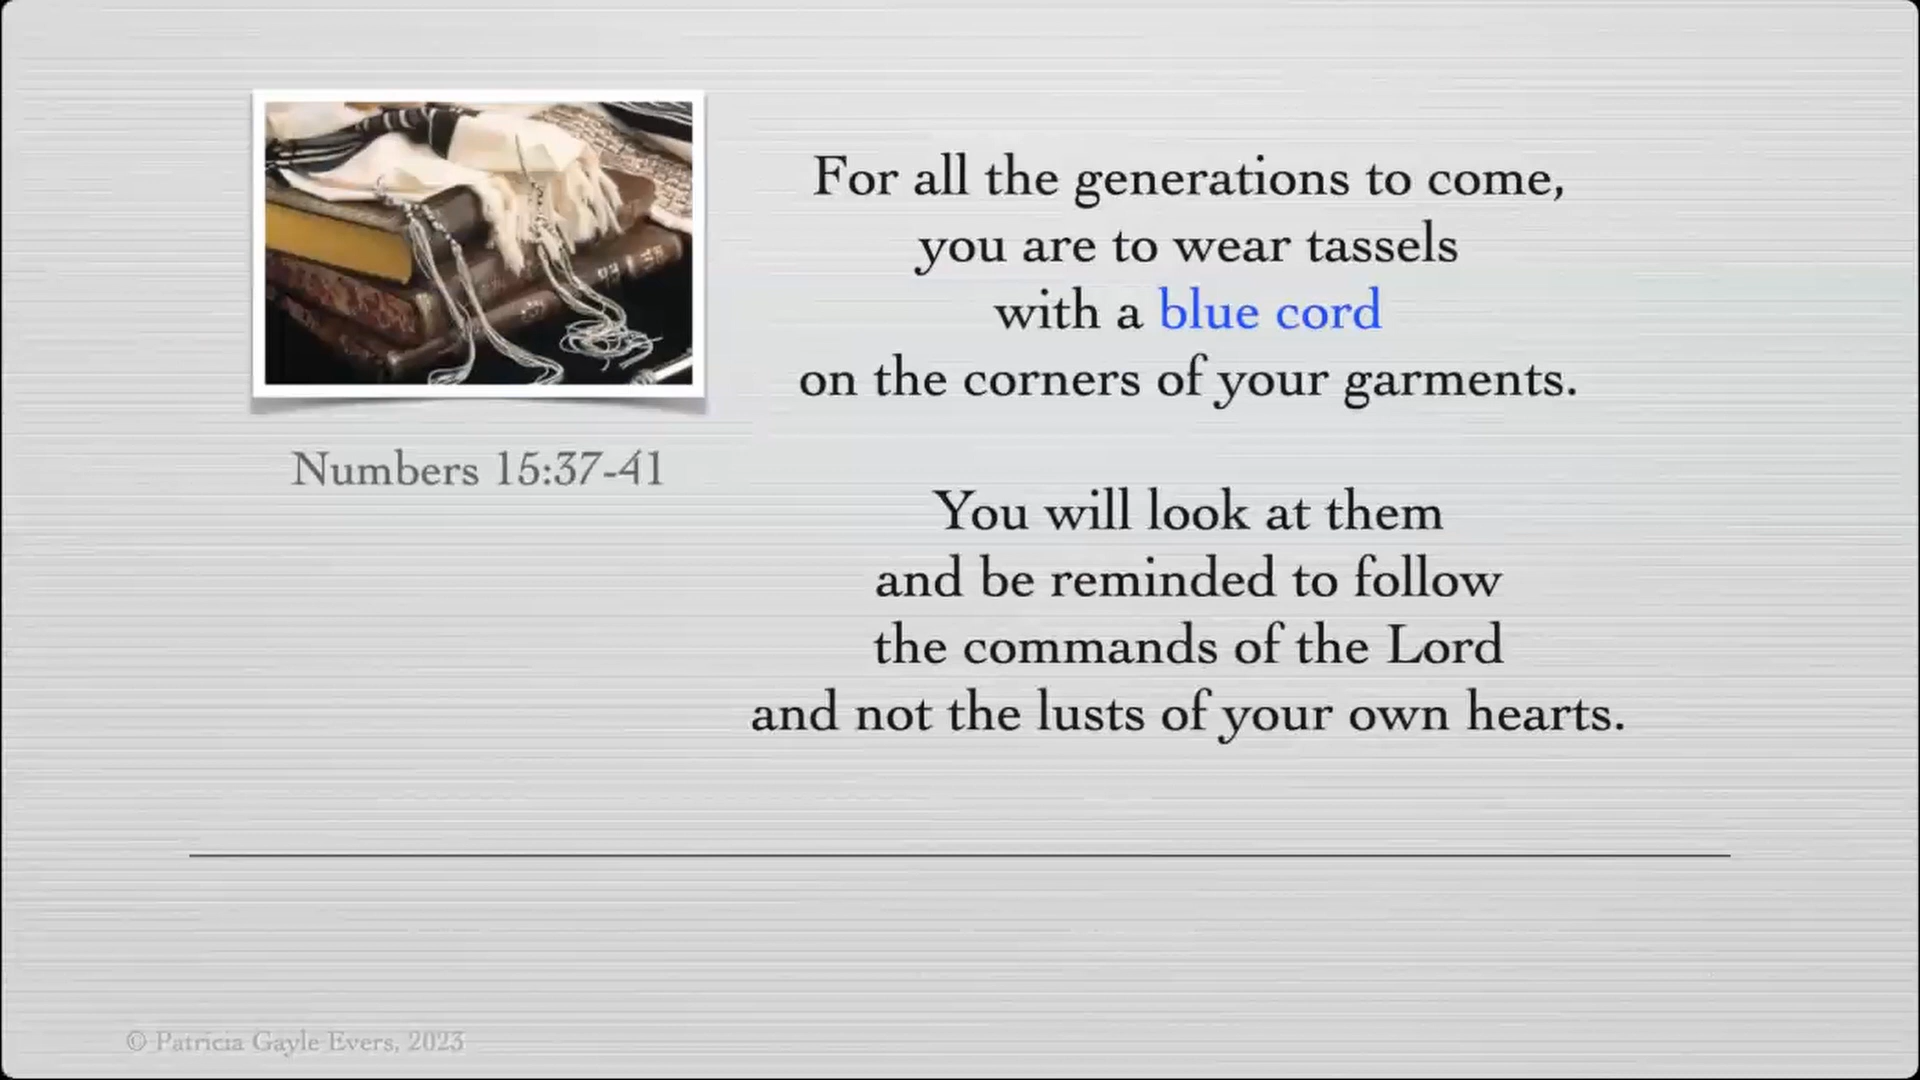 For all the generations to come,
you are to wear tassels
with a blue cord
on the corners of your garments.
Numbers 15:37-41
You will look at them
and be reminded to follow
the commands of the Lord
and not the lusts of your own hearts.
© Patricia Gayle Evers, 2023